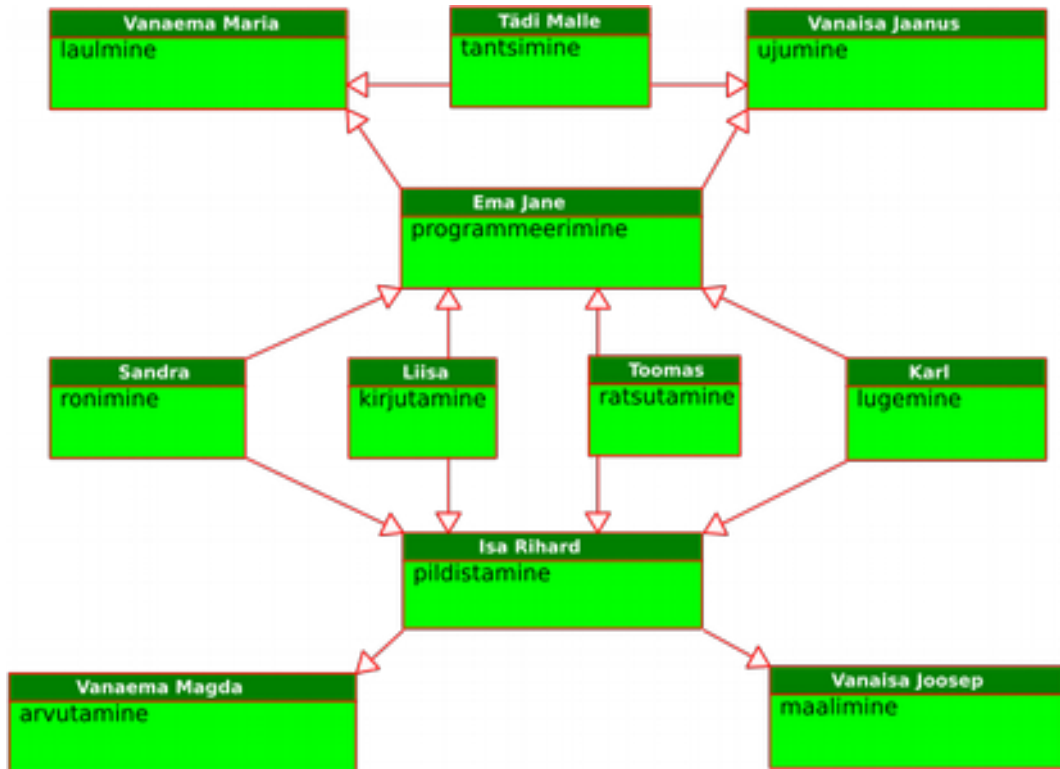 Vanaema Maria
laulmine
Tädi Malle
tantsimine
Vanaisa Jaanus
ujumine
Ema Jane
programmeerimine
Sandra
ronimine
Liisa
kirjutamine
Toomas
ratsutamine
Karl
lugemine
Isa Rihard
pildistamine
Vanaema Magda
arvutamine
Vanaisa Joosep
maalimine